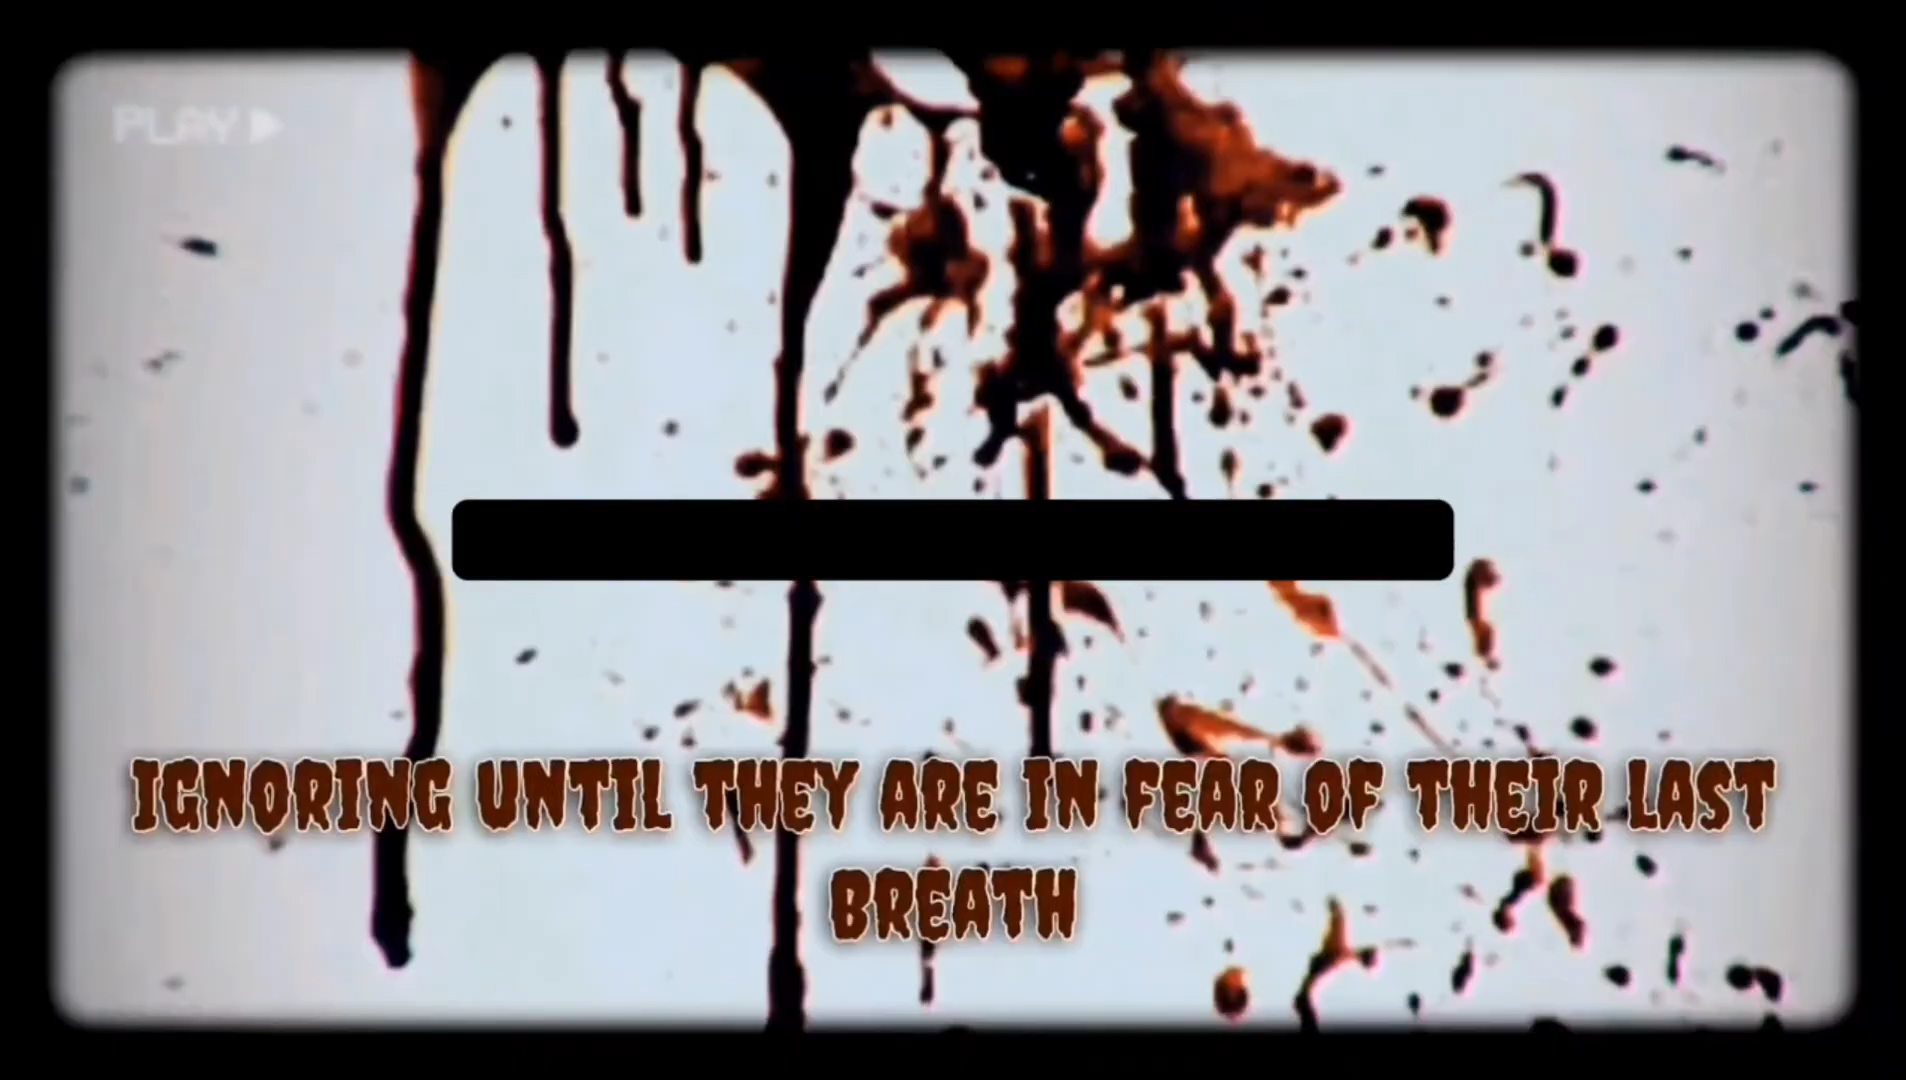 PLAY
IGNORING UNTIL THEY ARE IN FEAR OF THEIR LAST
BREATH